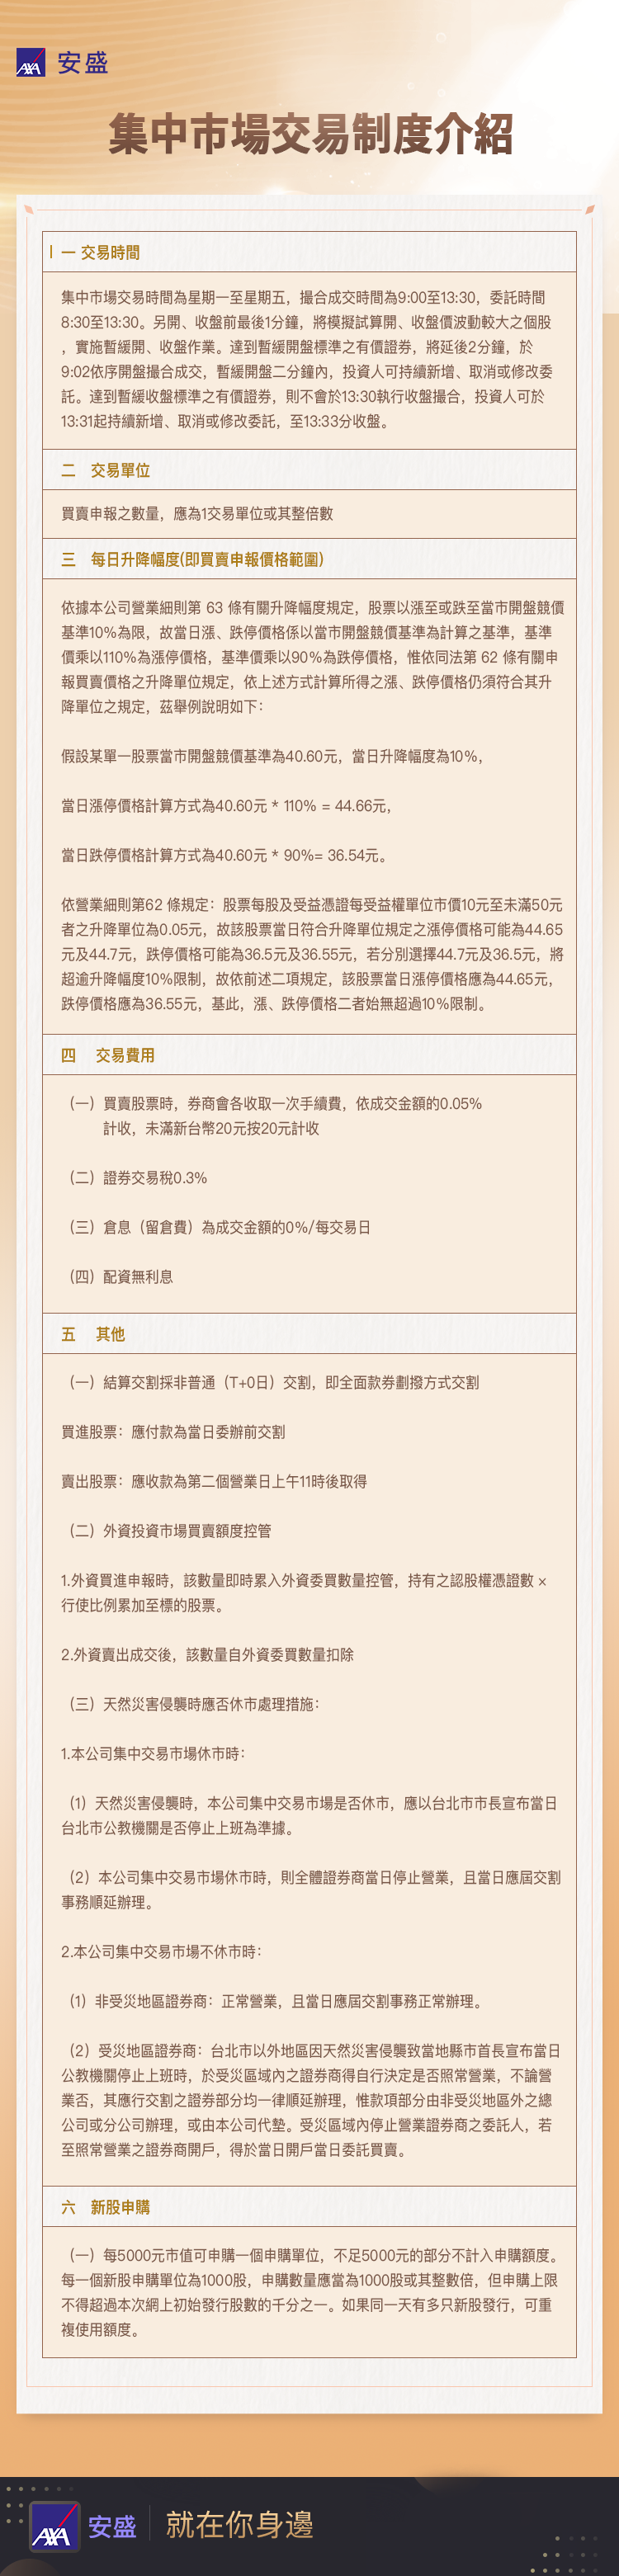 AXA 安盛
集中市場交易制度介紹
一 交易時間
集中市場交易時間為星期一至星期五，撮合成交時間為9:00至13:30，委託時間
8:30至13:30。另開、收盤前最後1分鐘，將模擬試算開、收盤價波動較大之個股
，實施暫緩開、收盤作業。達到暫緩開盤標準之有價證券，將延後2分鐘，於
9:02依序開盤撮合成交，暫緩開盤二分鐘內，投資人可持續新增、取消或修改委
託。達到暫緩收盤標準之有價證券，則不會於13:30執行收盤撮合，投資人可於
13:31起持續新增、取消或修改委託，至13:33分收盤。
二 交易單位
買賣申報之數量，應為1交易單位或其整倍數
三 每日升降幅度(即買賣申報價格範圍)
依據本公司營業細則第 63 條有關升降幅度規定，股票以漲至或跌至當市開盤競價
基準10%為限，故當日漲、跌停價格係以當市開盤競價基準為計算之基準，基準
價乘以110%為漲停價格，基準價乘以90%為跌停價格，惟依同法第 62 條有關申
報買賣價格之升降單位規定，依上述方式計算所得之漲、跌停價格仍須符合其升
降單位之規定，茲舉例說明如下：
假設某單一股票當市開盤競價基準為40.60元，當日升降幅度為10%，
當日漲停價格計算方式為40.60元 * 110% = 44.66元，
當日跌停價格計算方式為40.60元 * 90%= 36.54元。
依營業細則第62 條規定：股票每股及受益憑證每受益權單位市價10元至未滿50元
者之升降單位為0.05元，故該股票當日符合升降單位規定之漲停價格可能為44.65
元及44.7元，跌停價格可能為36.5元及36.55元，若分別選擇44.7元及36.5元，將
超逾升降幅度10%限制，故依前述二項規定，該股票當日漲停價格應為44.65元，
跌停價格應為36.55元，基此，漲、跌停價格二者始無超過10%限制。
四 交易費用
（一）買賣股票時，券商會各收取一次手續費，依成交金額的0.05%
計收，未滿新台幣20元按20元計收
（二）證券交易稅0.3%
（三）倉息（留倉費）為成交金額的0%/每交易日
（四）配資無利息
五 其他
（一）結算交割採非普通（T+0日）交割，即全面款券劃撥方式交割
買進股票：應付款為當日委辦前交割
賣出股票：應收款為第二個營業日上午11時後取得
（二）外資投資市場買賣額度控管
1.外資買進申報時，該數量即時累入外資委買數量控管，持有之認股權憑證數 ×
行使比例累加至標的股票。
2.外資賣出成交後，該數量自外資委買數量扣除
（三）天然災害侵襲時應否休市處理措施：
1.本公司集中交易市場休市時：
（1）天然災害侵襲時，本公司集中交易市場是否休市，應以台北市市長宣布當日
台北市公教機關是否停止上班為準據。
（2）本公司集中交易市場休市時，則全體證券商當日停止營業，且當日應屆交割
事務順延辦理。
2.本公司集中交易市場不休市時：
（1）非受災地區證券商：正常營業，且當日應屆交割事務正常辦理。
（2）受災地區證券商：台北市以外地區因天然災害侵襲致當地縣市首長宣布當日
公教機關停止上班時，於受災區域內之證券商得自行決定是否照常營業，不論營
業否，其應行交割之證券部分均一律順延辦理，惟款項部分由非受災地區外之總
公司或分公司辦理，或由本公司代墊。受災區域內停止營業證券商之委託人，若
至照常營業之證券商開戶，得於當日開戶當日委託買賣。
六 新股申購
（一）每5000元市值可申購一個申購單位，不足5000元的部分不計入申購額度。
每一個新股申購單位為1000股，申購數量應當為1000股或其整數倍，但申購上限
不得超過本次網上初始發行股數的千分之一。如果同一天有多只新股發行，可重
複使用額度。
AXA 安盛 就在你身邊